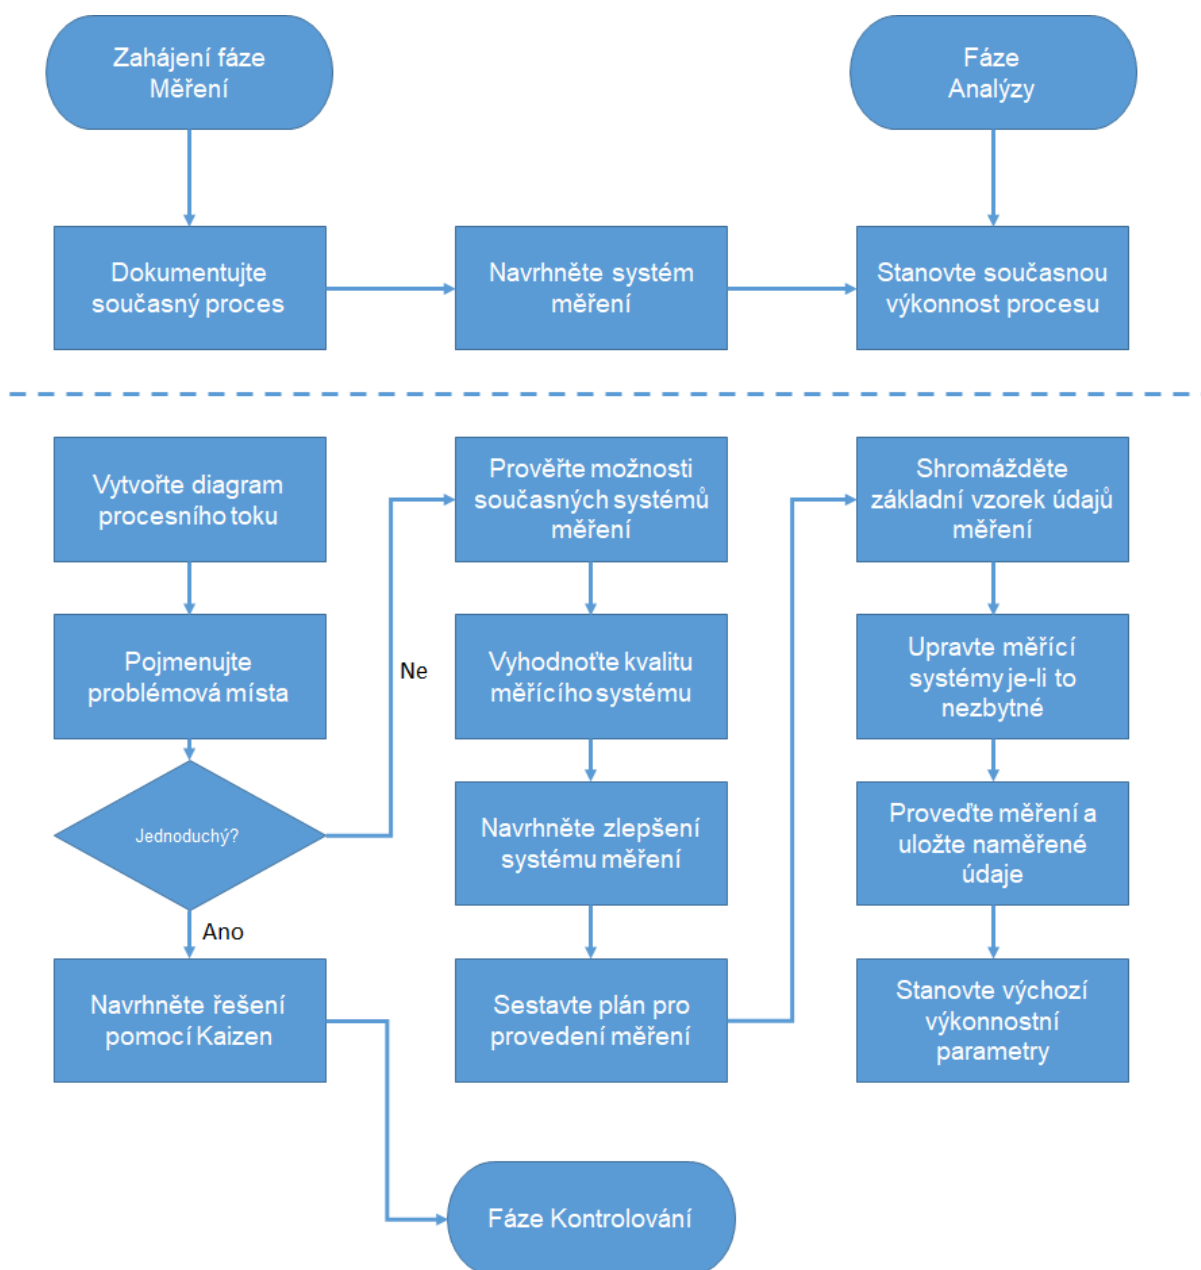 Zahájení fáze
Měření
Fáze
Analýzy
Dokumentujte
současný proces
Navrhněte systém
měření
Stanovte současnou
výkonnost procesu
Vytvořte diagram
procesního toku
Pojmenujte
problémová místa
Jednoduchý?
Ano
Ne
Navrhněte řešení
pomocí Kaizen
Prověřte možnosti
současných systémů
měření
Vyhodnoťte kvalitu
měřícího systému
Navrhněte zlepšení
systému měření
Sestavte plán pro
provedení měření
Shromážděte
základní vzorek údajů
měření
Upravte měřící
systémy je-li to
nezbytné
Proveďte měření a
uložte naměřené
údaje
Stanovte výchozí
výkonnostní
parametry
Fáze Kontrolování